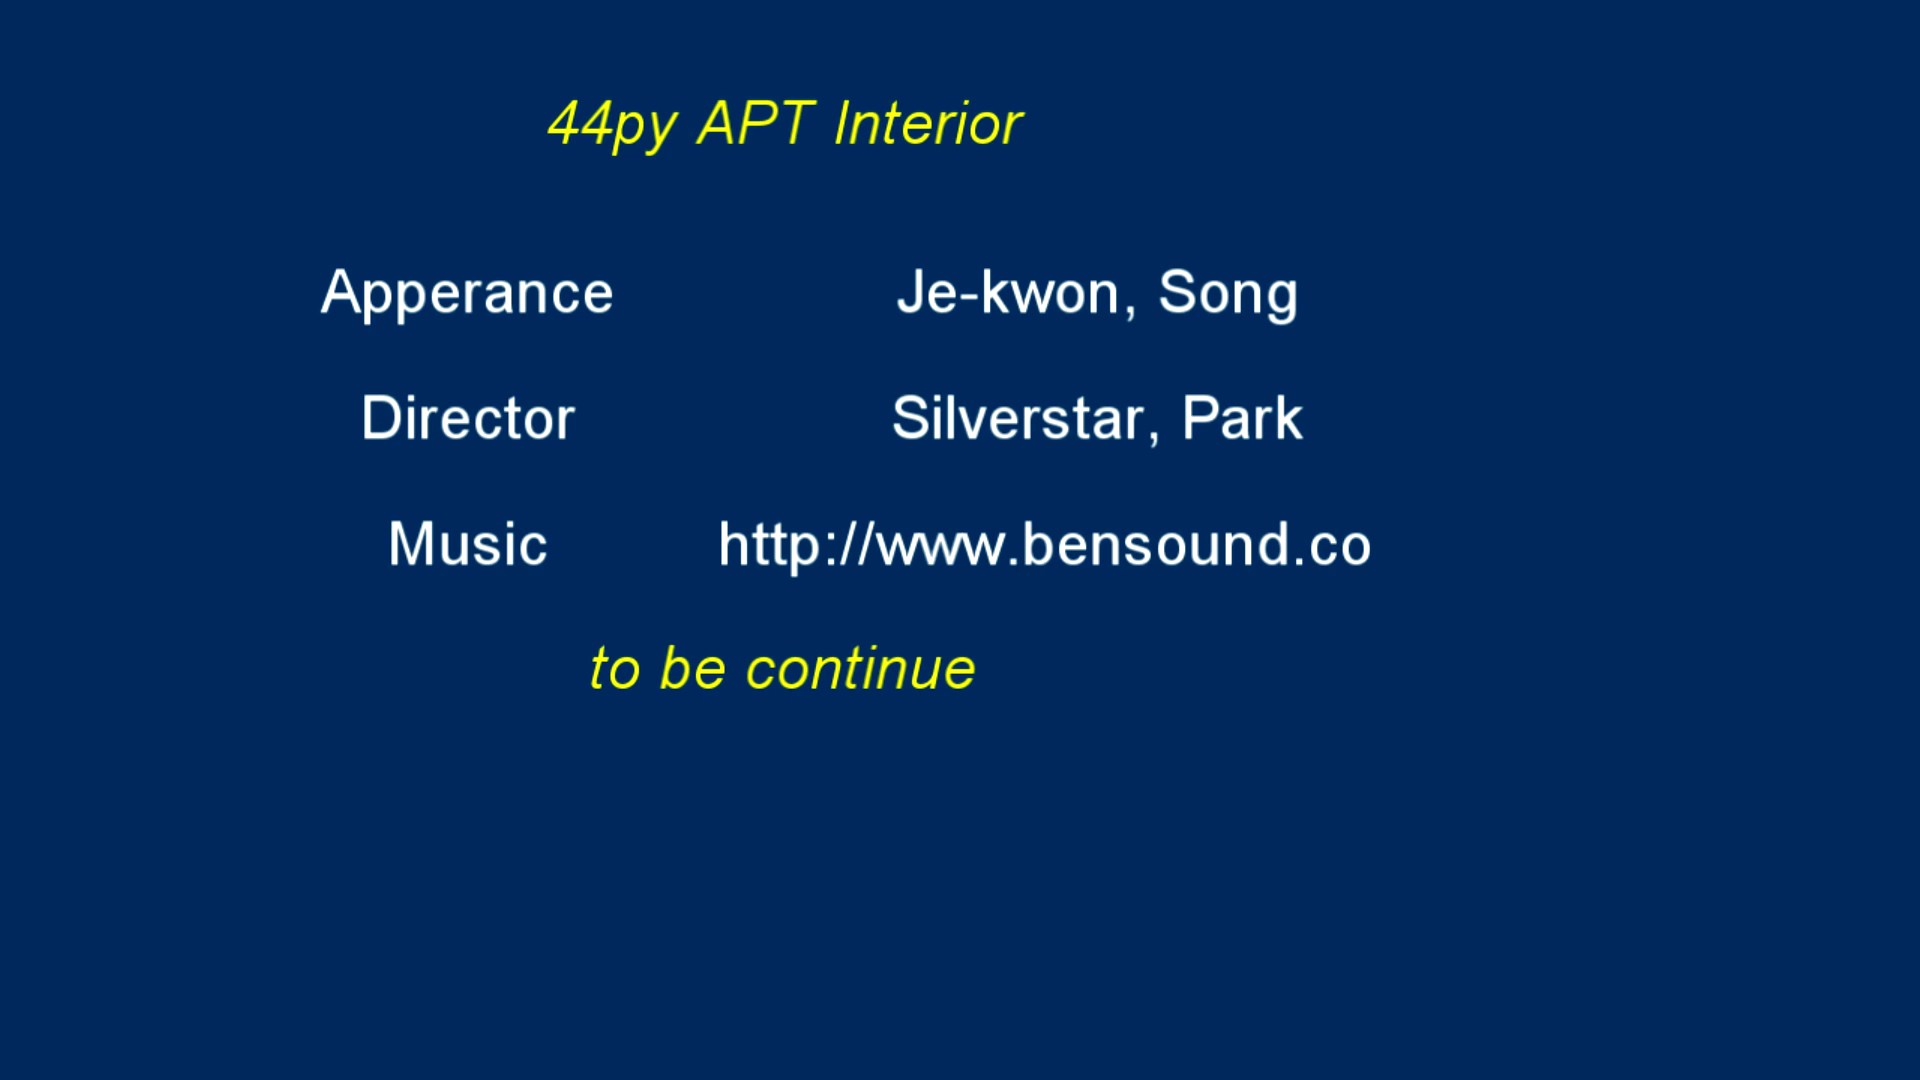 44py APT Interior
Apperance Je-kwon, Song
Director Silverstar, Park
Music http://www.bensound.co
to be continue